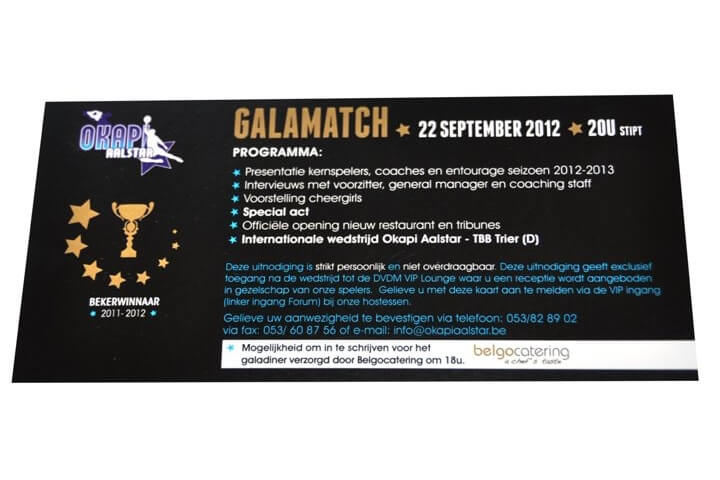 OKAPI
AALSTAR
BEKERWINNAAR
2011-2012
GALAMATCH ★ 22 SEPTEMBER 2012 ★ 20U STIPT
PROGRAMMA:
★ Presentatie kernspelers, coaches en entourage seizoen 2012-2013
★ Interviews met voorzitter, general manager en coaching staff
★ Voorstelling cheergirls
★ Special act
★ Officiële opening nieuw restaurant en tribunes
★ Internationale wedstrijd Okapi Aalstar - TBB Trier (D)
Deze uitnodiging is strikt persoonlijk en niet overdraagbaar. Deze uitnodiging geeft exclusief
toegang na de wedstrijd tot de DVDM VIP Lounge waar u een receptie wordt aangeboden
in gezelschap van onze spelers. Gelieve u met deze kaart aan te melden via de VIP ingang
(linker ingang Forum) bij onze hostessen.
Gelieve uw aanwezigheid te bevestigen via telefoon: 053/82 89 02
via fax: 053/ 60 87 56 of e-mail: info@okapiaalstar.be
★ Mogelijkheid om in te schrijven voor het
galadiner verzorgd door Belgocatering om 18u.
belgocatering
a chef's taste